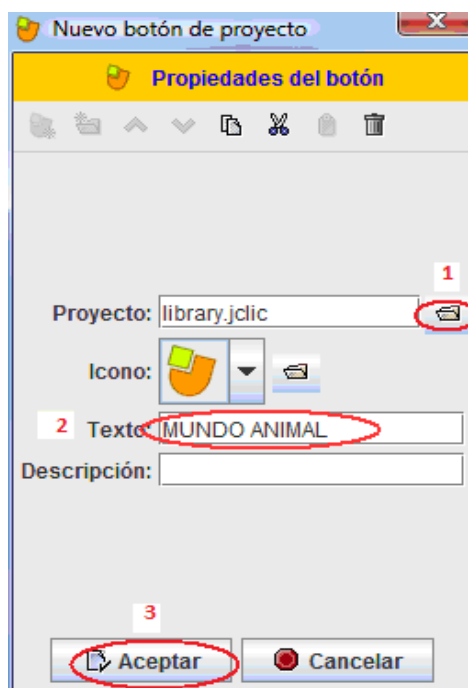 Nuevo botón de proyecto
Propiedades del botón
1
Proyecto: library.jclic
Icono:
2 Texto: MUNDO ANIMAL
Descripción:
3
Aceptar Cancelar